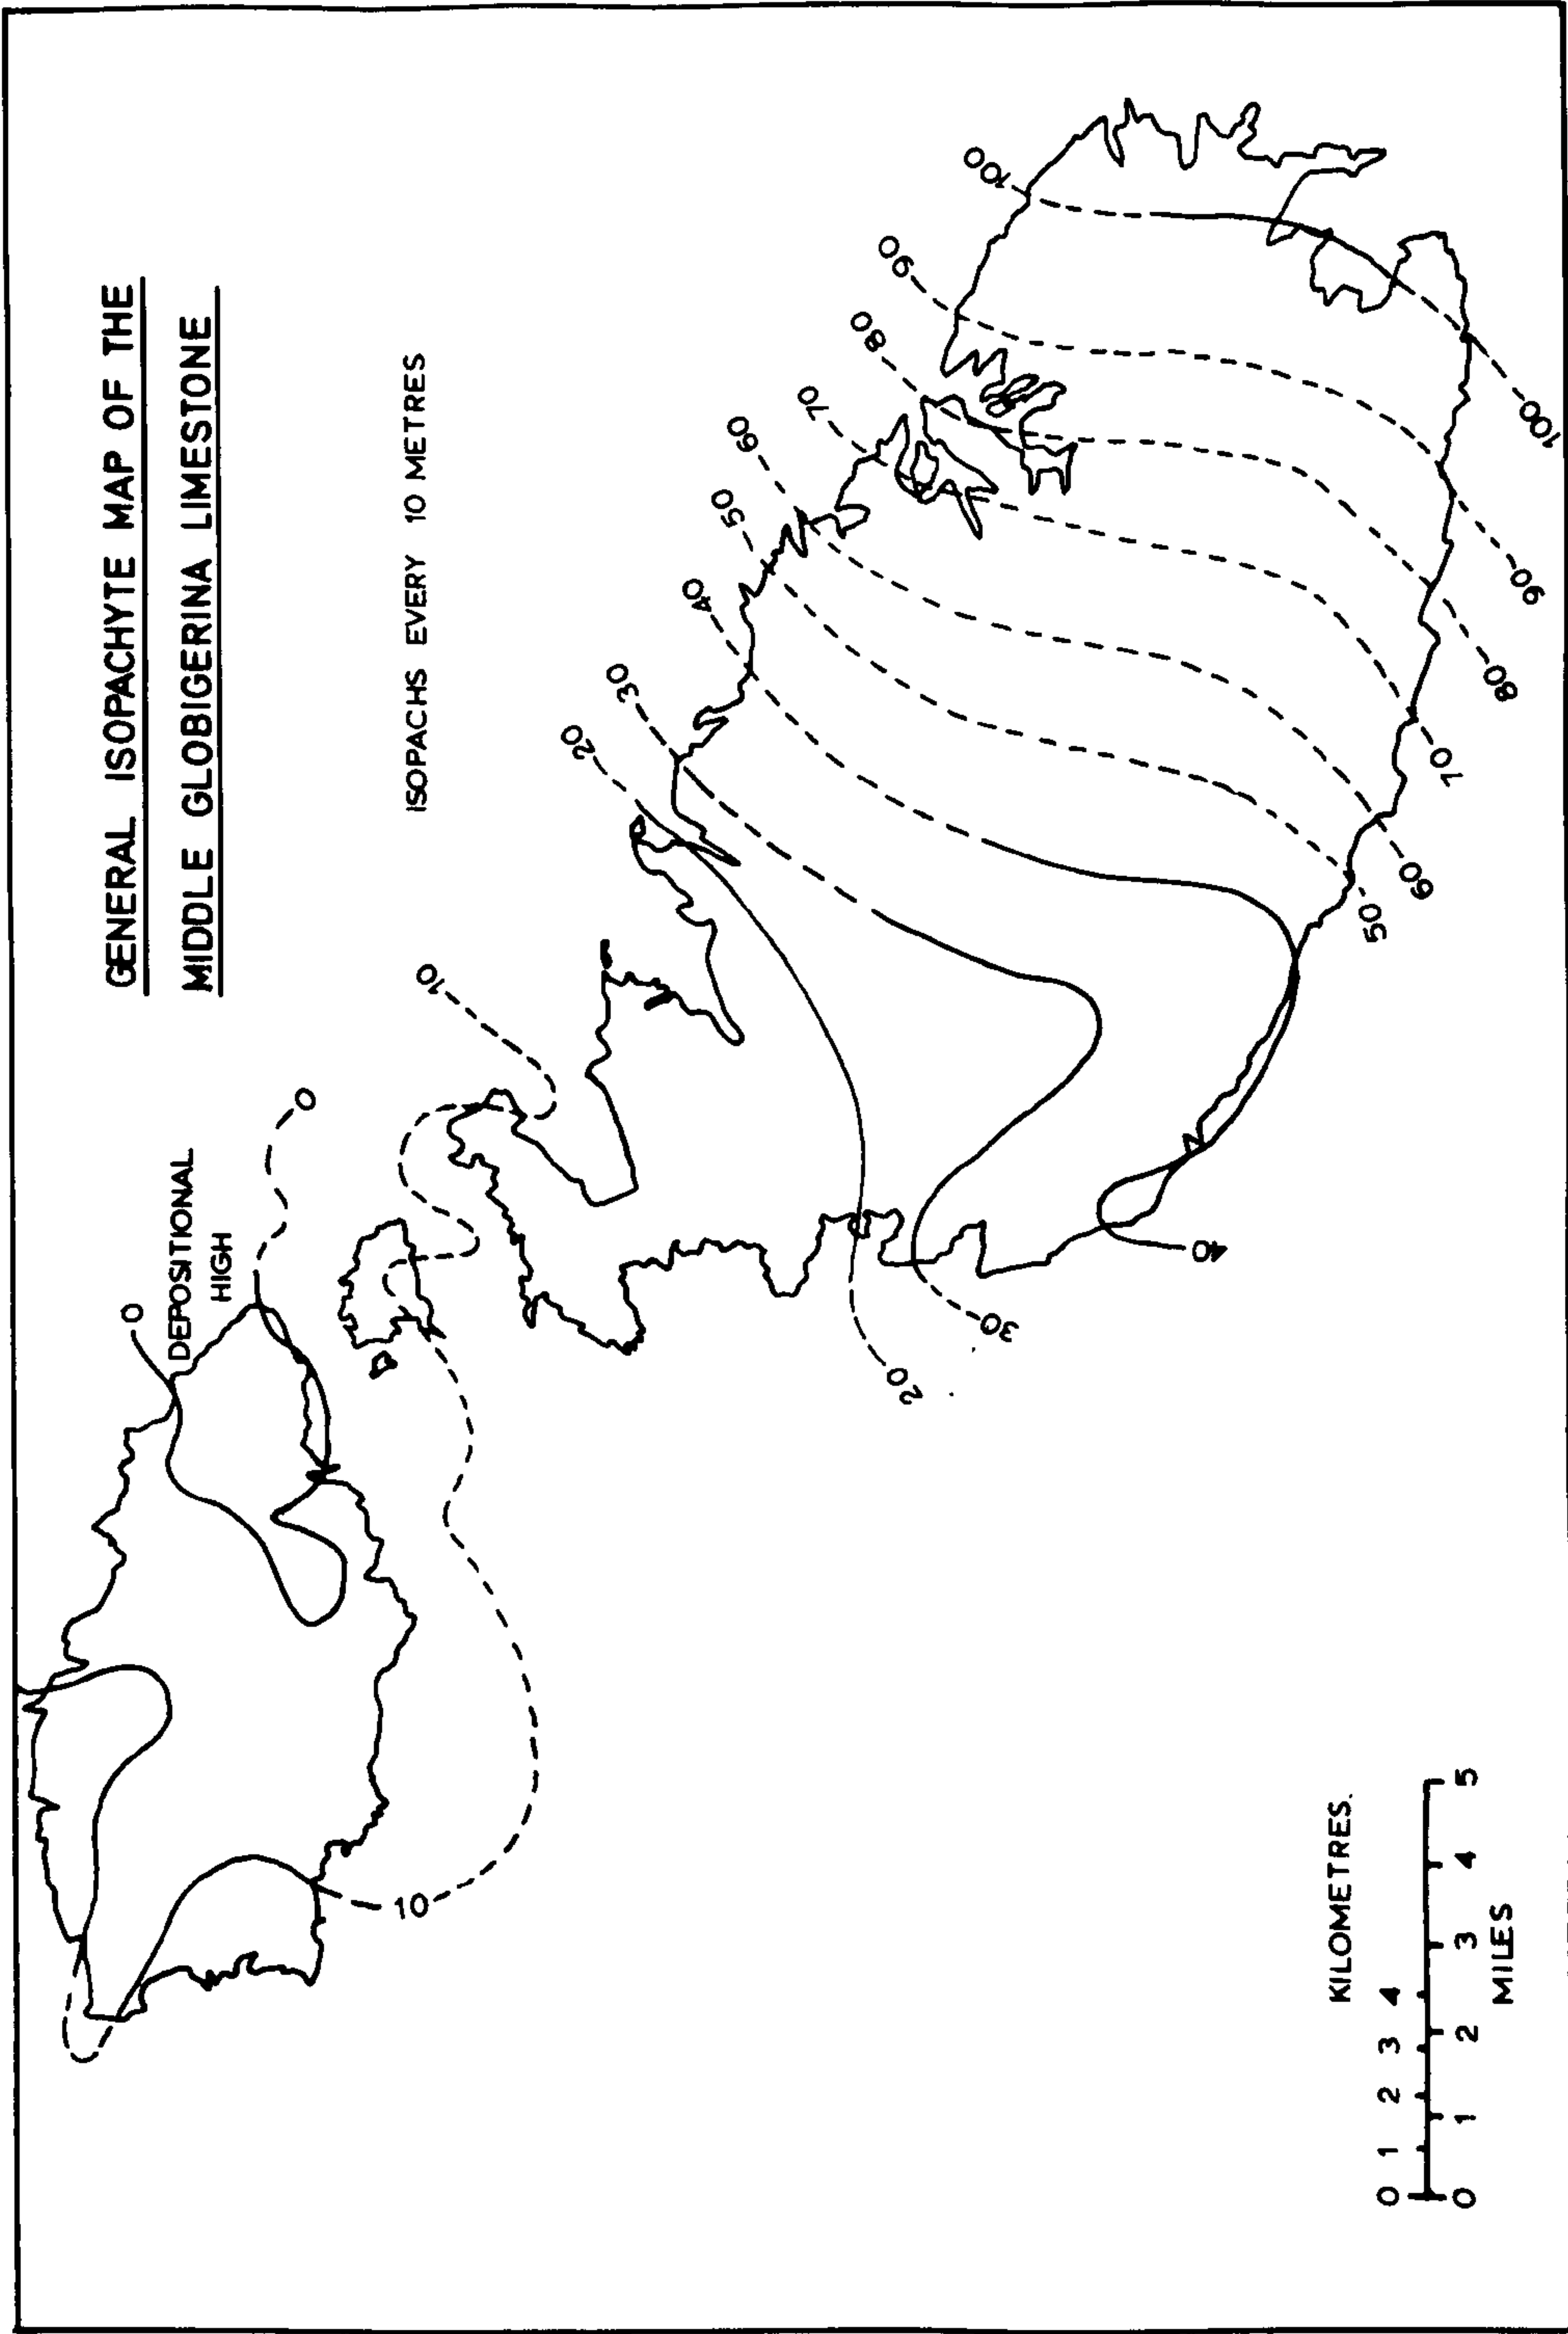 GENERAL ISOPACHYTE MAP OF THE
MIDDLE GLOBIGERINA LIMESTONE
ISOPACHS EVERY 10 METRES
0
DEPOSITIONAL
HIGH
0
10
10
20
30
40
50
60
70
80
90
100
20
30
40
50
60
70
80
90
100
KILOMETRES.
0 1 2 3 4
0 1 2 3 4 5
MILES